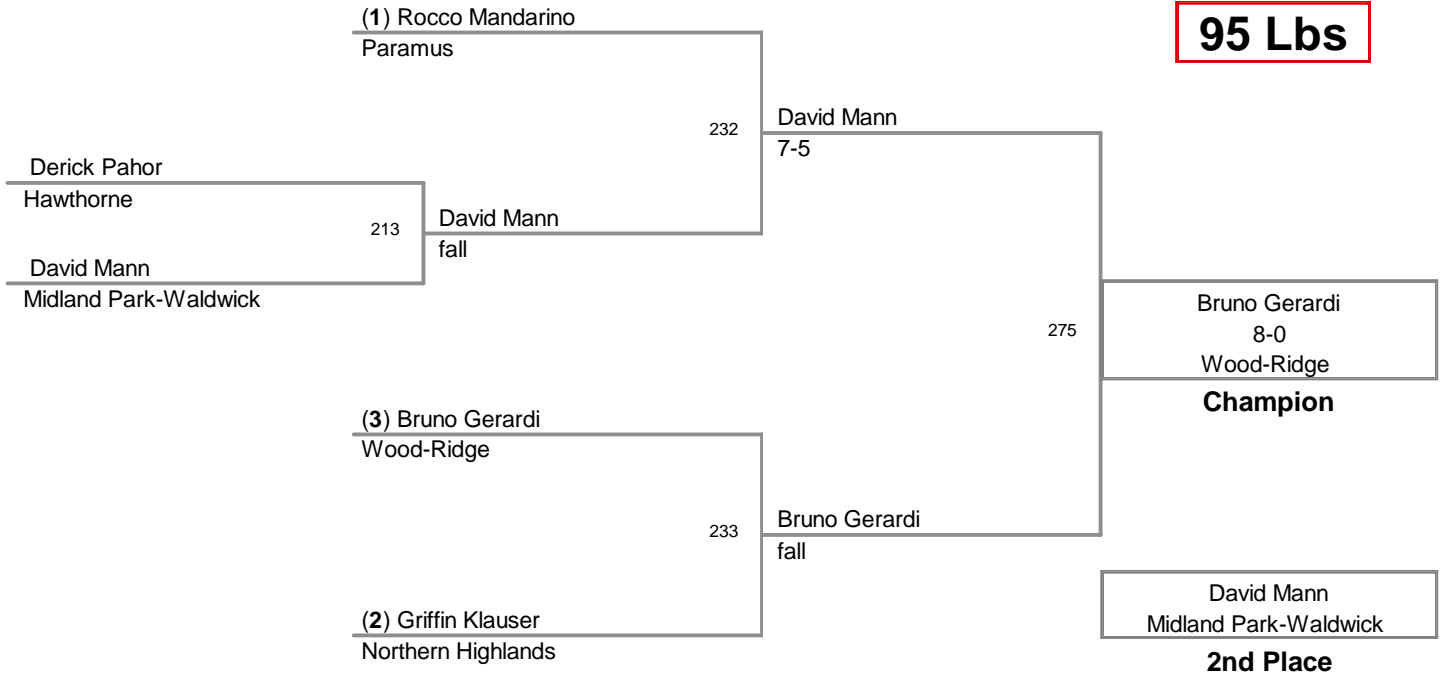 (1) Rocco Mandarino
Paramus
95 Lbs
232
David Mann
7-5
Derick Pahor
Hawthorne
213
David Mann
fall
David Mann
Midland Park-Waldwick
275
Bruno Gerardi
8-0
Wood-Ridge
Champion
(3) Bruno Gerardi
Wood-Ridge
233
Bruno Gerardi
fall
(2) Griffin Klauser
Northern Highlands
David Mann
Midland Park-Waldwick
2nd Place